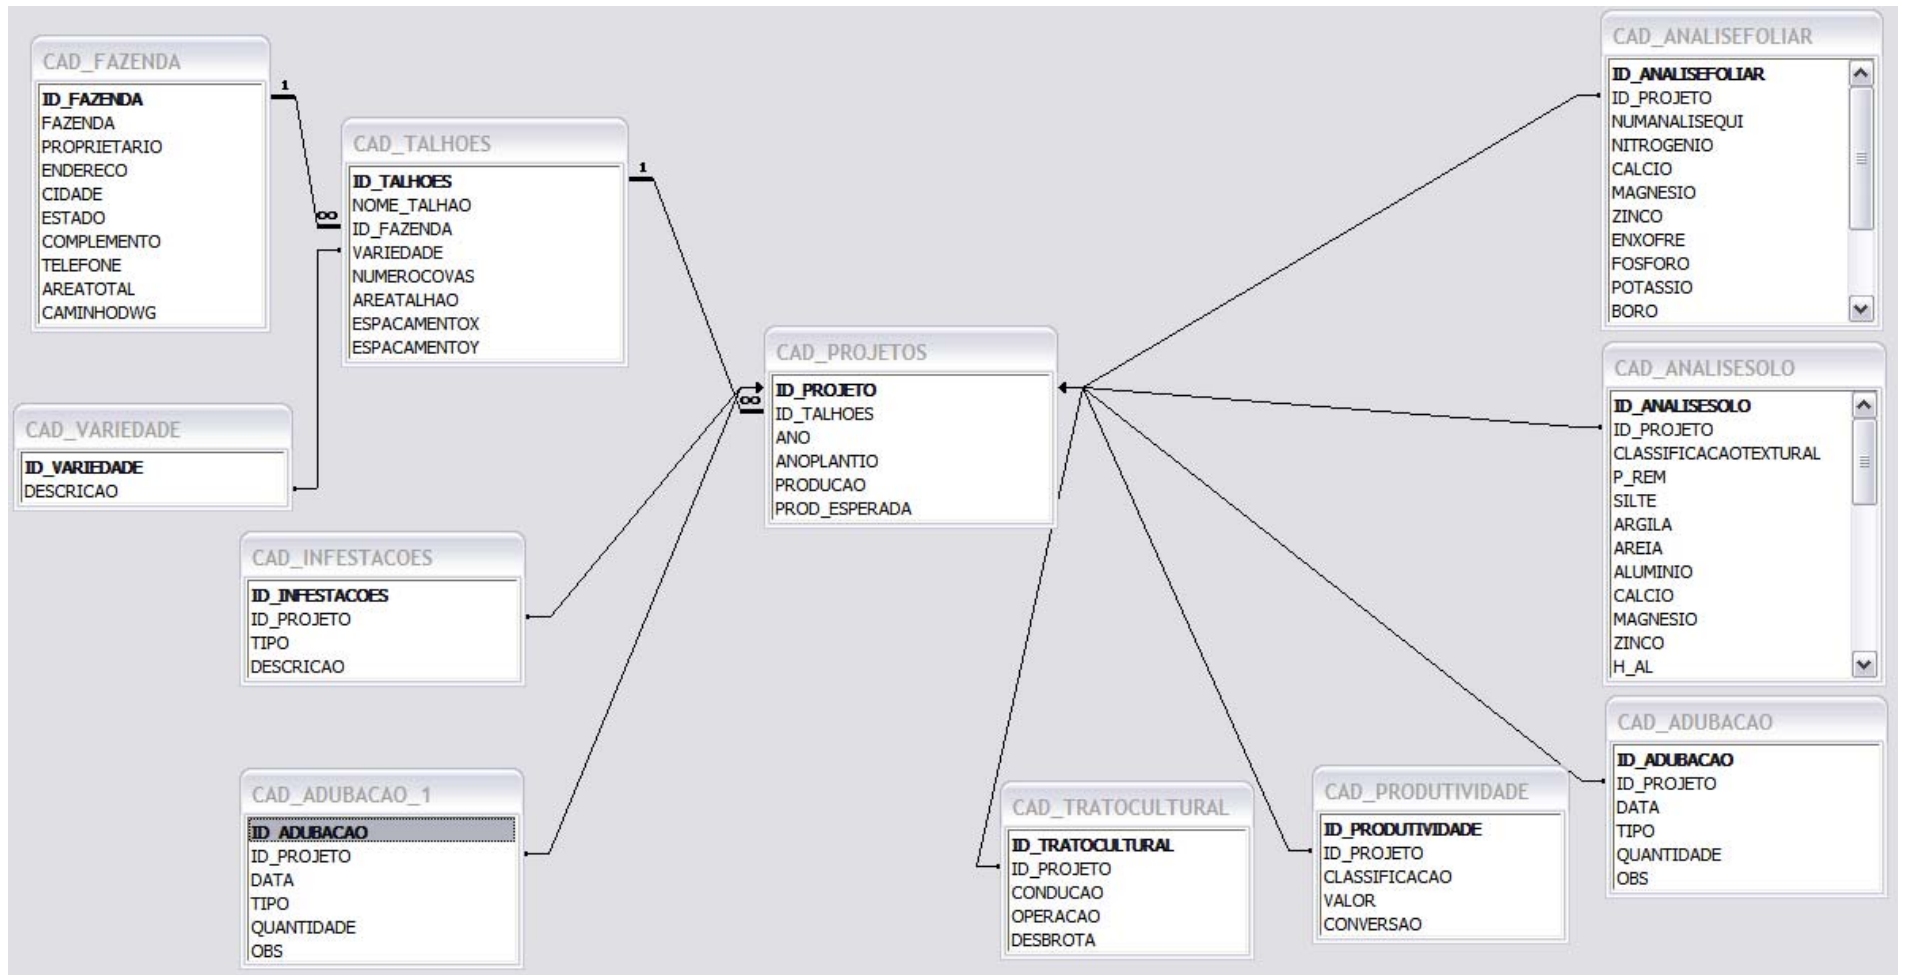 CAD_FAZENDA
ID_FAZENDA
FAZENDA
PROPRIETARIO
ENDERECO
CIDADE
ESTADO
COMPLEMENTO
TELEFONE
AREATOTAL
CAMINHODWG
1
∞
CAD_TALHOES
ID_TALHOES
NOME_TALHAO
ID_FAZENDA
VARIEDADE
NUMEROCOVAS
AREATALHAO
ESPACAMENTOX
ESPACAMENTOY
1
∞
CAD_VARIEDADE
ID_VARIEDADE
DESCRICAO
CAD_INFESTACOES
ID_INFESTACOES
ID_PROJETO
TIPO
DESCRICAO
CAD_ADUBACAO_1
ID_ADUBACAO
ID_PROJETO
DATA
TIPO
QUANTIDADE
OBS
CAD_PROJETOS
ID_PROJETO
ID_TALHOES
ANO
ANOPLANTIO
PRODUCAO
PROD_ESPERADA
CAD_TRATOCULTURAL
ID_TRATOCULTURAL
ID_PROJETO
CONDUCAO
OPERACAO
DESBROTA
CAD_PRODUTIVIDADE
ID_PRODUTIVIDADE
ID_PROJETO
CLASSIFICACAO
VALOR
CONVERSAO
CAD_ANALISEFOLIAR
ID_ANALISEFOLIAR
ID_PROJETO
NUMANALISEQUI
NITROGENIO
CALCIO
MAGNESIO
ZINCO
ENXOFRE
FOSFORO
POTASSIO
BORO
CAD_ANALISESOLO
ID_ANALISESOLO
ID_PROJETO
CLASSIFICACAOTEXTURAL
P_REM
SILTE
ARGILA
AREIA
ALUMINIO
CALCIO
MAGNESIO
ZINCO
H_AL
CAD_ADUBACAO
ID_ADUBACAO
ID_PROJETO
DATA
TIPO
QUANTIDADE
OBS